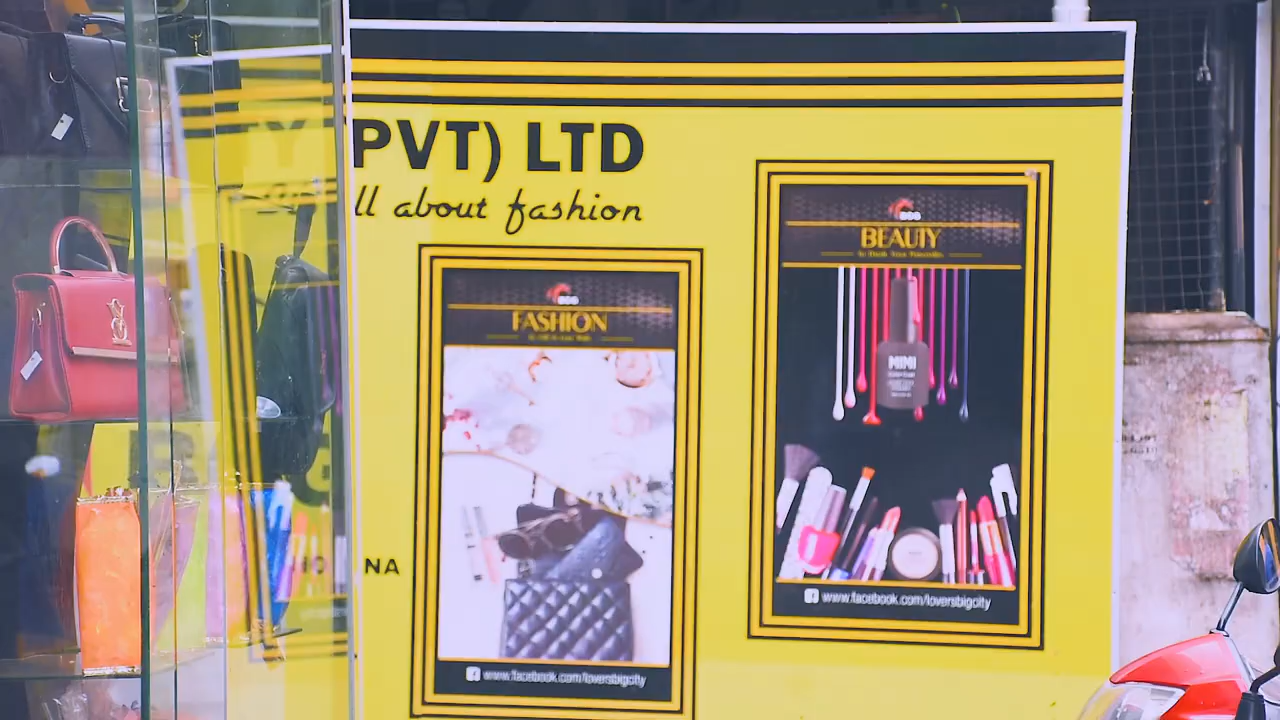 PVT) LTD
ll about fashion
BEAUTY
MINI
www.facebook.com/loversbigcity
FASHION
www.facebook.com/loversbigcity
NA